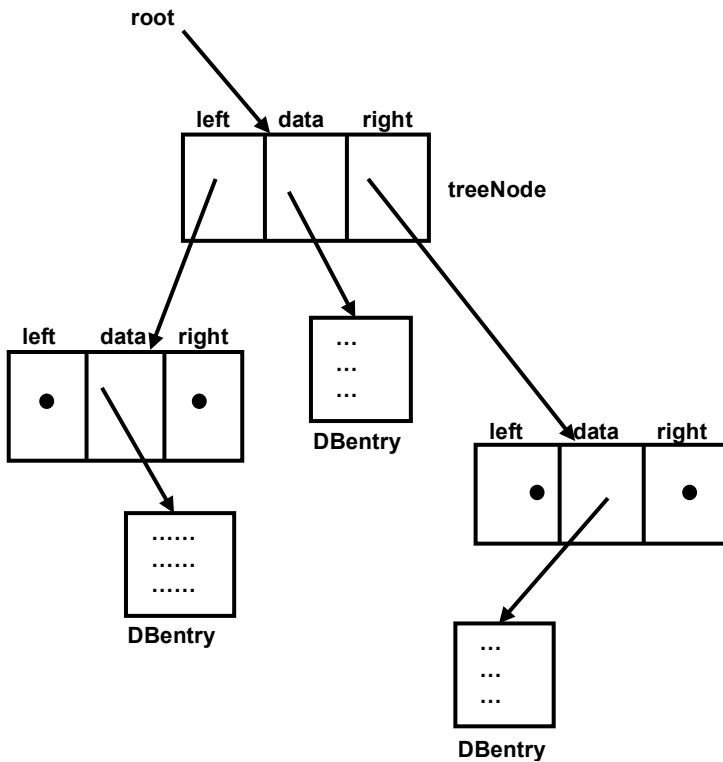 root
left data right
treeNode
left data right
...
...
...
DBentry
left data right
......
......
......
DBentry
...
...
...
DBentry